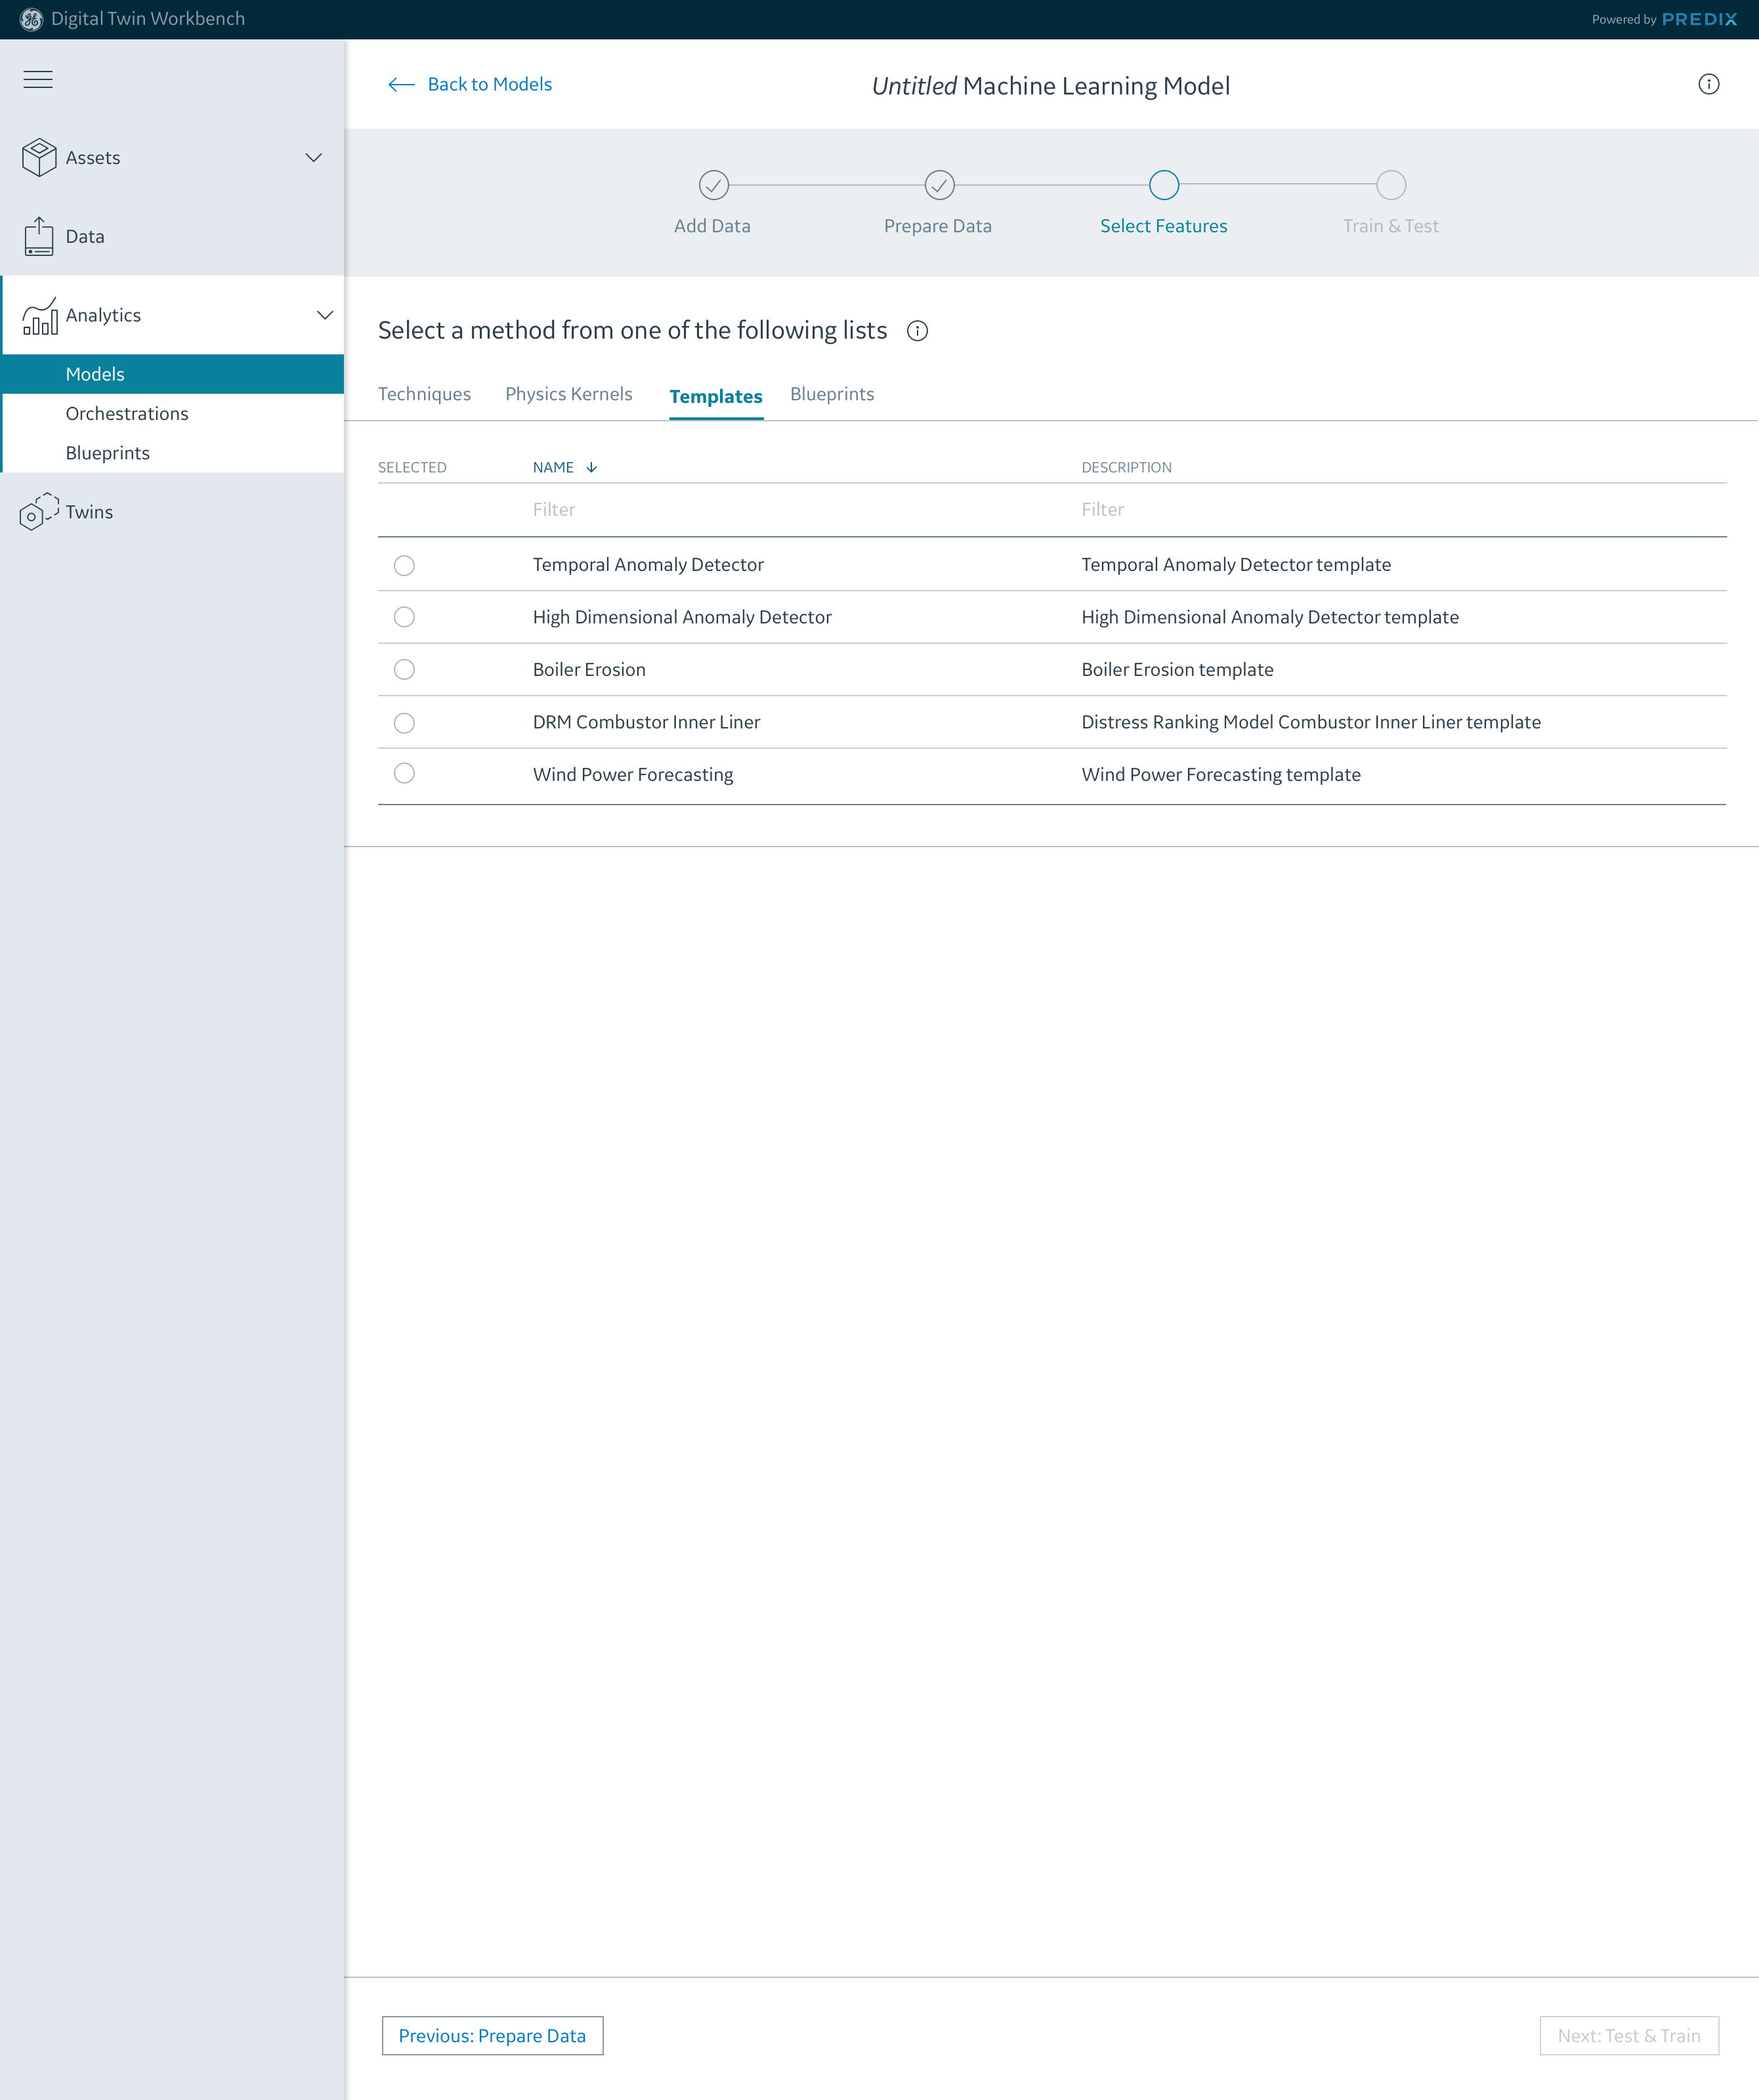 Digital Twin Workbench
Powered by PREDIX
Back to Models
Untitled Machine Learning Model
Assets
Data
Analytics
Models
Orchestrations
Blueprints
Twins
Add Data
Prepare Data
Select Features
Train & Test
Select a method from one of the following lists
Techniques Physics Kernels Templates Blueprints
SELECTED NAME DESCRIPTION
Filter Filter
Temporal Anomaly Detector Temporal Anomaly Detector template
High Dimensional Anomaly Detector High Dimensional Anomaly Detector template
Boiler Erosion Boiler Erosion template
DRM Combustor Inner Liner Distress Ranking Model Combustor Inner Liner template
Wind Power Forecasting Wind Power Forecasting template
Previous: Prepare Data
Next: Test & Train